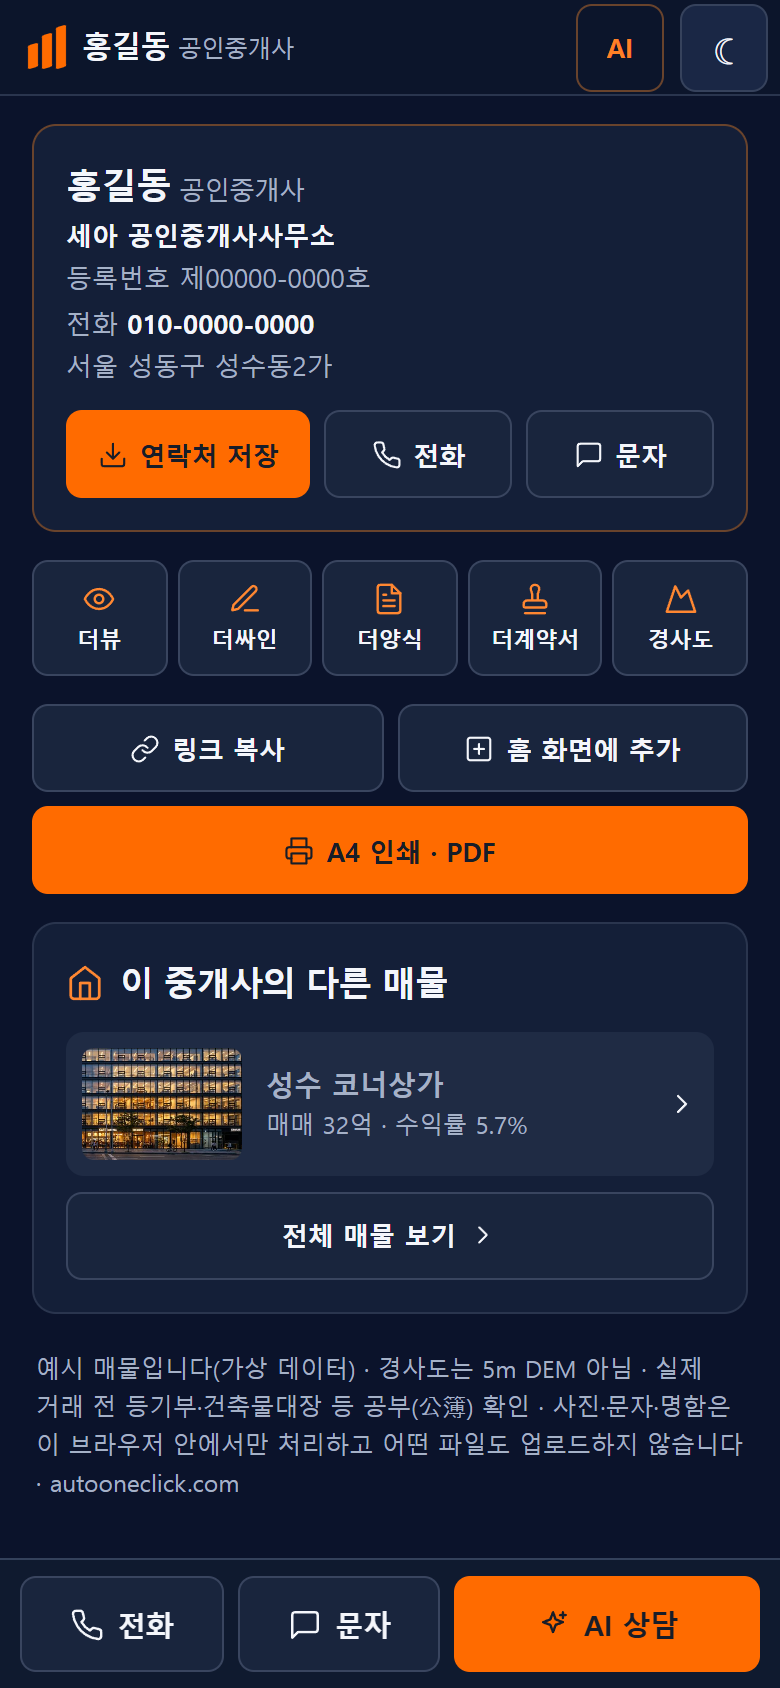 홍길동 공인중개사
AI
홍길동 공인중개사
세아 공인중개사사무소
등록번호 제00000-0000호
전화 010-0000-0000
서울 성동구 성수동2가
연락처 저장
전화
문자
더뷰
더싸인
더양식
더계약서
경사도
링크 복사
홈 화면에 추가
A4 인쇄 · PDF
이 중개사의 다른 매물
성수 코너상가
매매 32억 · 수익률 5.7%
전체 매물 보기
예시 매물입니다(가상 데이터) · 경사도는 5m DEM 아님 · 실제
거래 전 등기부·건축물대장 등 공부(公簿) 확인 · 사진·문자·명함은
이 브라우저 안에서만 처리하고 어떤 파일도 업로드하지 않습니다
· autooneclick.com
전화
문자
AI 상담